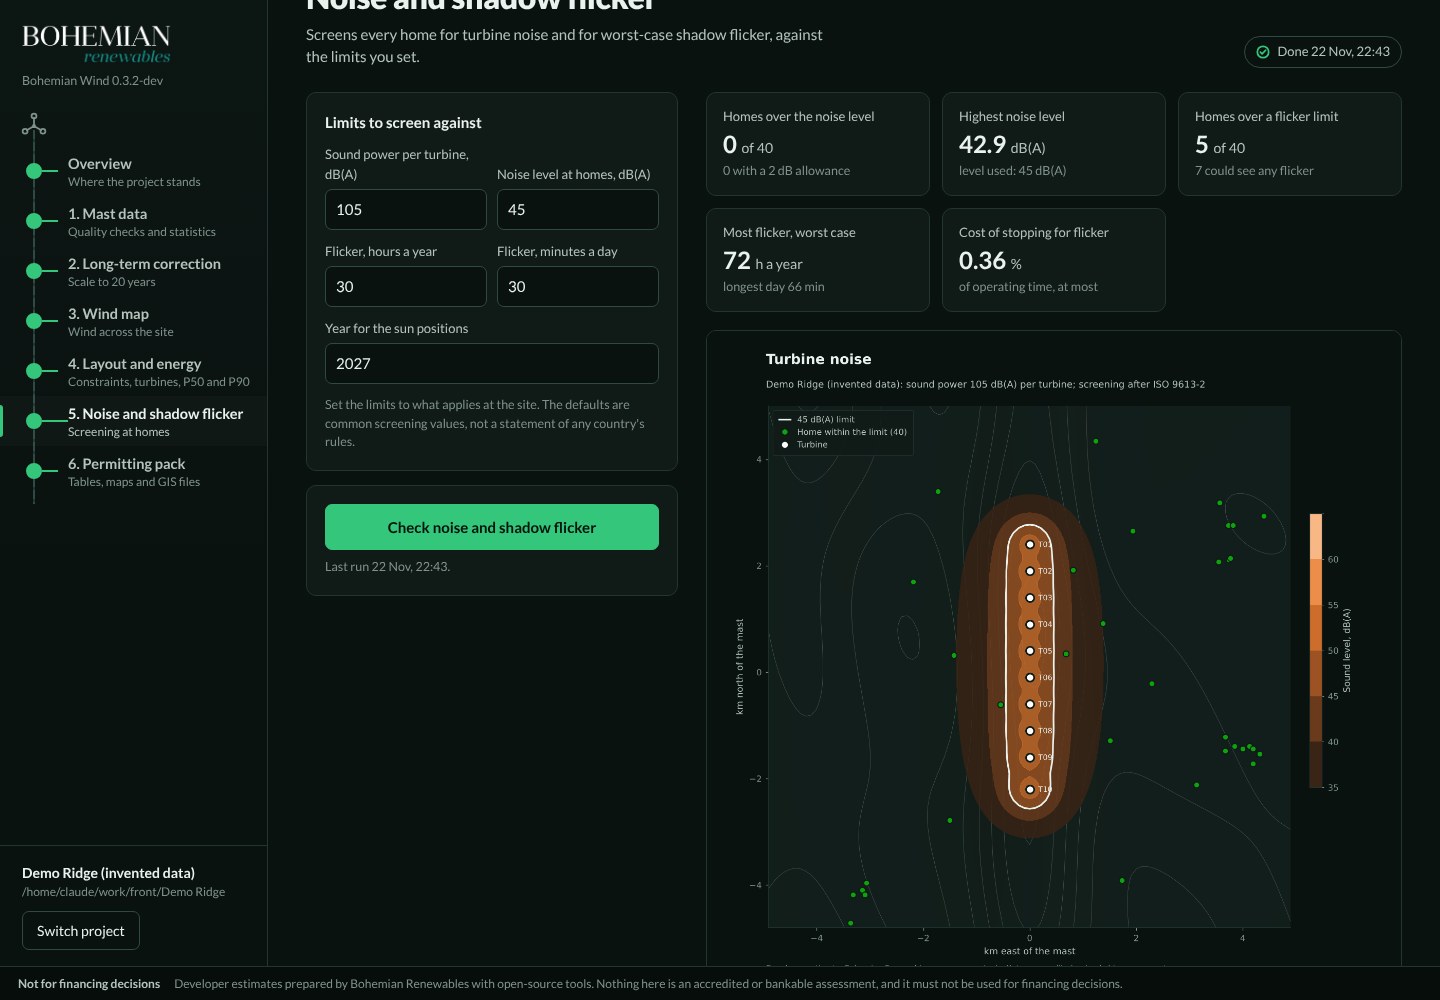 BOHEMIAN
renewables
Bohemian Wind 0.3.2-dev
Overview
Where the project stands
1. Mast data
Quality checks and statistics
2. Long-term correction
Scale to 20 years
3. Wind map
Wind across the site
4. Layout and energy
Constraints, turbines, P50 and P90
5. Noise and shadow flicker
Screening at homes
6. Permitting pack
Tables, maps and GIS files
Demo Ridge (invented data)
/home/claude/work/front/Demo Ridge
Switch project
Noise and shadow flicker
Screens every home for turbine noise and for worst-case shadow flicker, against
the limits you set.
Done 22 Nov, 22:43
Limits to screen against
Sound power per turbine,
dB(A)
Noise level at homes, dB(A)
105
45
Flicker, hours a year
Flicker, minutes a day
30
30
Year for the sun positions
2027
Set the limits to what applies at the site. The defaults are
common screening values, not a statement of any country's
rules.
Check noise and shadow flicker
Last run 22 Nov, 22:43.
Homes over the noise level
0 of 40
0 with a 2 dB allowance
Highest noise level
42.9 dB(A)
level used: 45 dB(A)
Homes over a flicker limit
5 of 40
7 could see any flicker
Most flicker, worst case
72 h a year
longest day 66 min
Cost of stopping for flicker
0.36 %
of operating time, at most
Turbine noise
Demo Ridge (invented data): sound power 105 dB(A) per turbine; screening after ISO 9613-2
45 dB(A) limit
Home within the limit (40)
Turbine
4
2
0
−2
−4
km north of the mast
T01
T02
T03
T04
T05
T06
T07
T08
T09
T10
−4
−2
0
2
4
km east of the mast
60
55
50
45
40
35
Sound level, dB(A)
Not for financing decisions
Developer estimates prepared by Bohemian Renewables with open-source tools. Nothing here is an accredited or bankable assessment, and it must not be used for financing decisions.